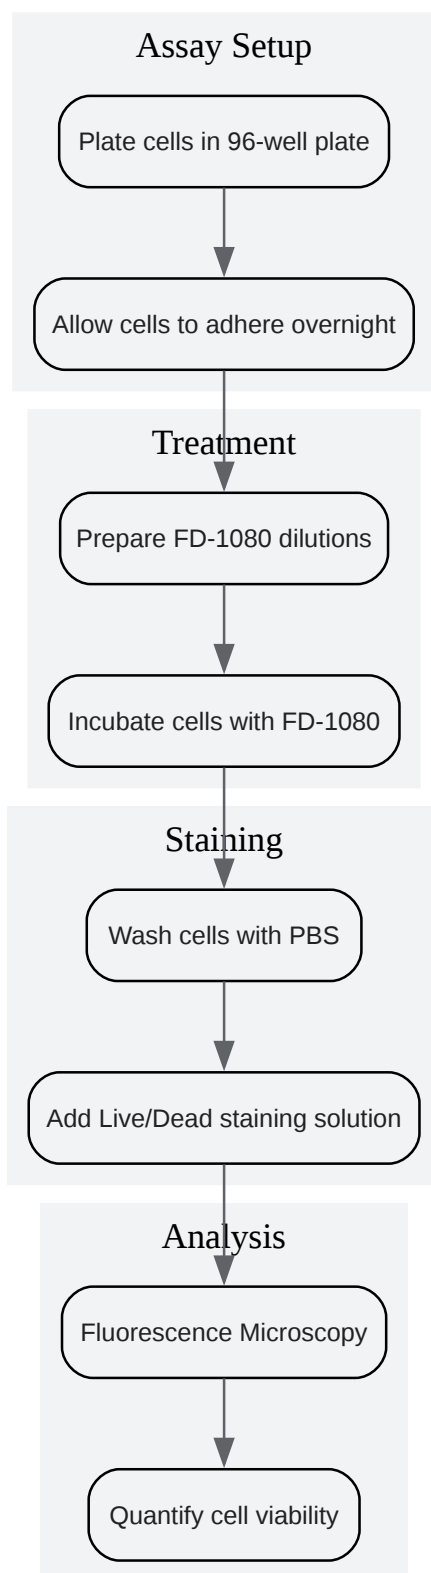 Assay Setup
Plate cells in 96-well plate
Allow cells to adhere overnight
Treatment
Prepare FD-1080 dilutions
Incubate cells with FD-1080
Staining
Wash cells with PBS
Add Live/Dead staining solution
Analysis
Fluorescence Microscopy
Quantify cell viability